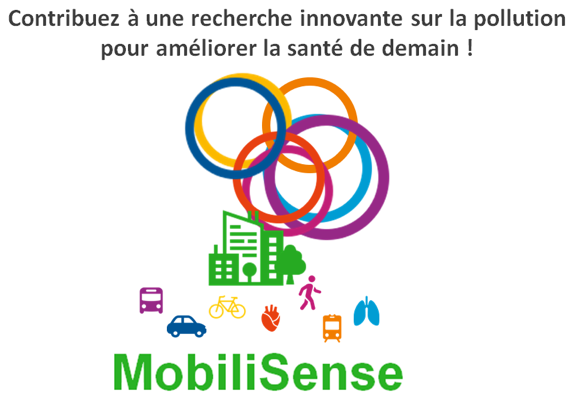 Contribuez à une recherche innovante sur la pollution
pour améliorer la santé de demain !
MobiliSense